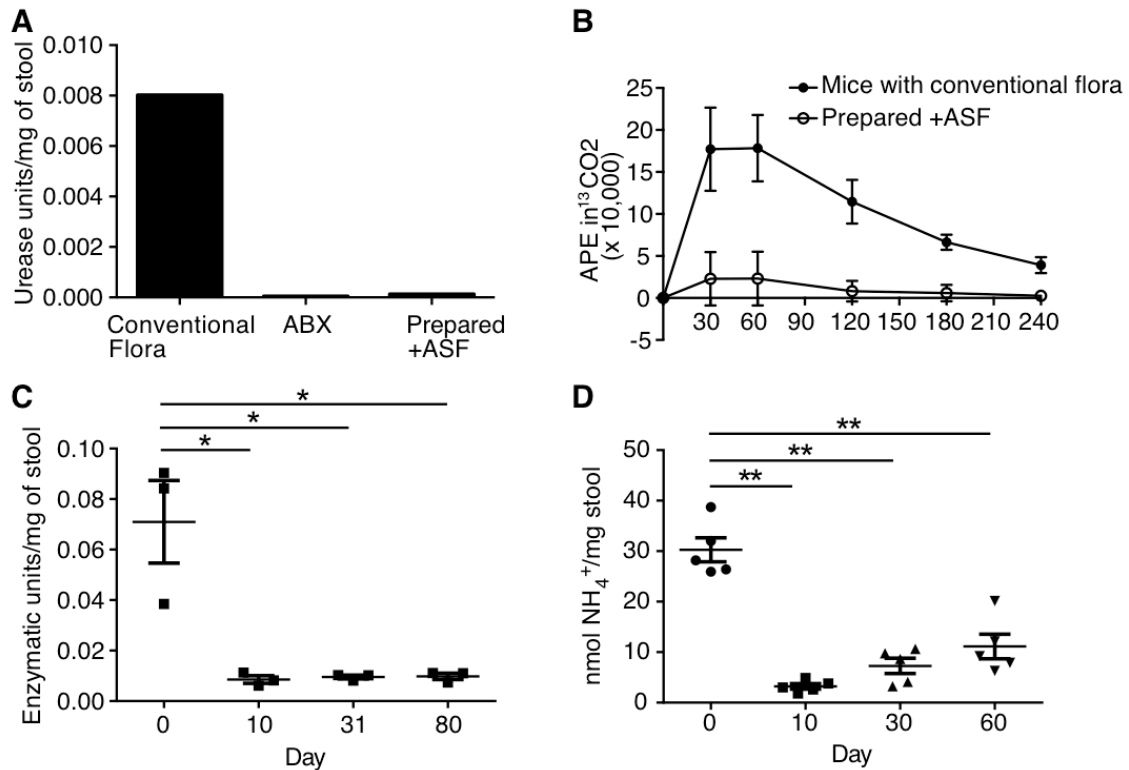 A
Urease units/mg of stool
0.010
0.008
0.006
0.004
0.002
0.000
Conventional Flora
ABX
Prepared +ASF
B
APE in ¹³CO2
(x 10,000)
25
20
15
10
5
0
-5
30 60 90 120 150 180 210 240
Mice with conventional flora
Prepared +ASF
C
Enzymatic units/mg of stool
0.10
0.08
0.06
0.04
0.02
0.00
*
*
*
0 10 31 80
Day
D
nmol NH₄⁺/mg stool
50
40
30
20
10
0
**
**
**
0 10 30 60
Day